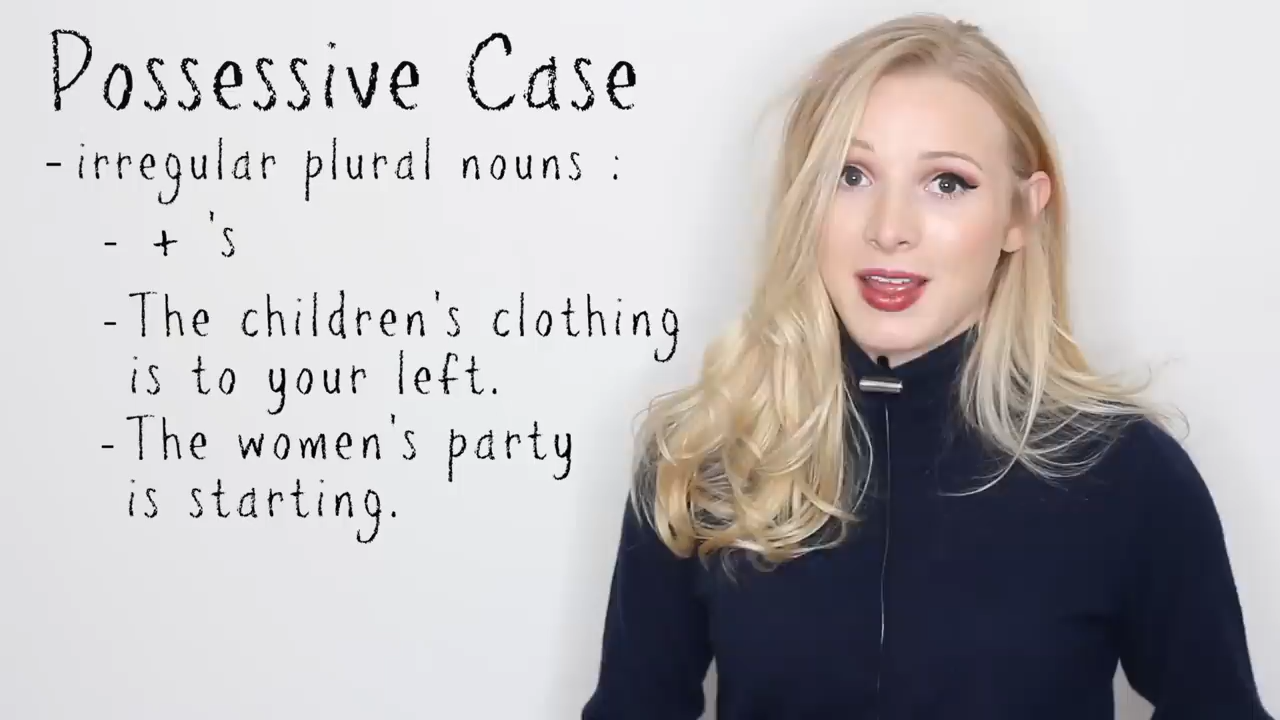 Possessive Case
- irregular plural nouns :
- + 's
- The children's clothing
is to your left.
- The women's party
is starting.